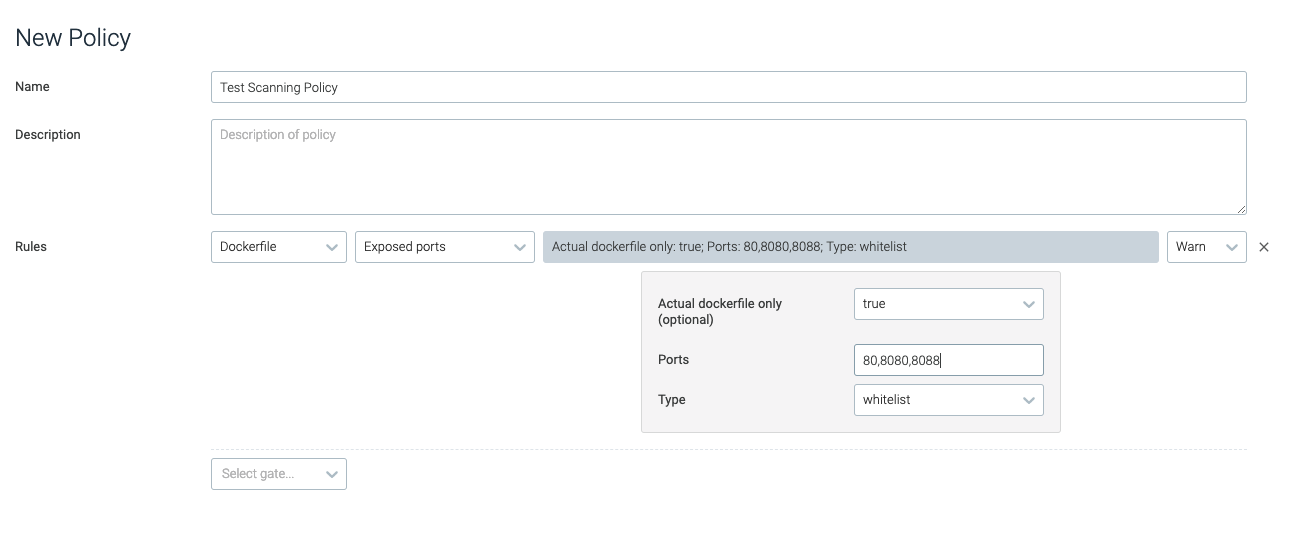 New Policy
Name
Test Scanning Policy
Description
Description of policy
Rules
Dockerfile
Exposed ports
Actual dockerfile only: true; Ports: 80,8080,8088; Type: whitelist
Warn
Actual dockerfile only
(optional)
true
Ports
80,8080,8088
Type
whitelist
Select gate...